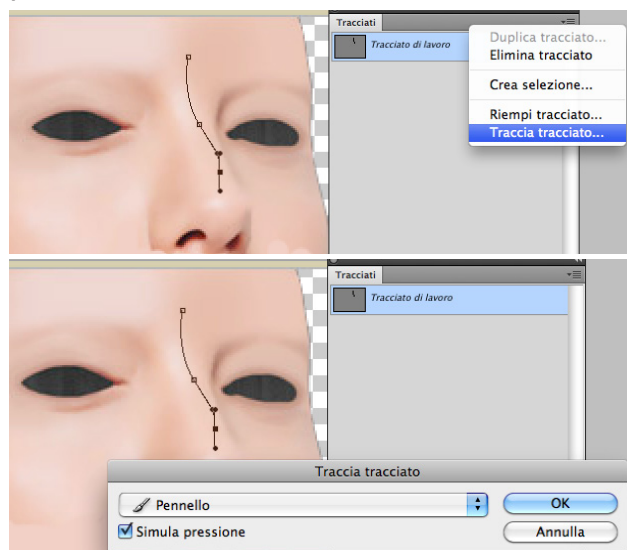 Tracciati
Tracciato di lavoro
Duplica tracciato...
Elimina tracciato
Crea selezione...
Riempi tracciato...
Traccia tracciato...
Tracciati
Tracciato di lavoro
Traccia tracciato
Pennello
OK
Simula pressione
Annulla